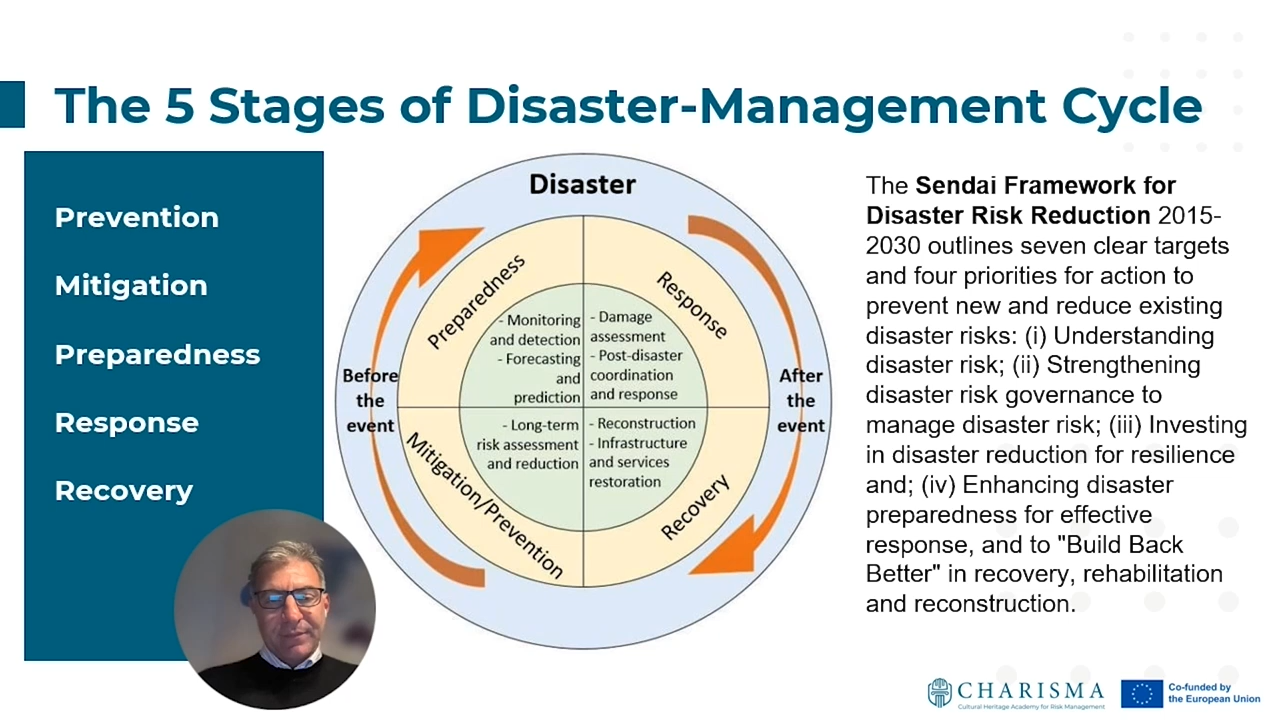 The 5 Stages of Disaster-Management Cycle
Prevention
Mitigation
Preparedness
Response
Recovery
Disaster
Preparedness
Response
Before
the
event
After
the
event
- Monitoring
and detection
- Forecasting
and
prediction
- Damage
assessment
- Post-disaster
coordination
and response
- Long-term
risk assessment
and reduction
- Reconstruction
- Infrastructure
and services
restoration
Mitigation/Prevention
Recovery
The Sendai Framework for
Disaster Risk Reduction 2015-
2030 outlines seven clear targets
and four priorities for action to
prevent new and reduce existing
disaster risks: (i) Understanding
disaster risk; (ii) Strengthening
disaster risk governance to
manage disaster risk; (iii) Investing
in disaster reduction for resilience
and; (iv) Enhancing disaster
preparedness for effective
response, and to "Build Back
Better" in recovery, rehabilitation
and reconstruction.
CHARISMA
Cultural Heritage Academy for Risk Management
Co-funded by
the European Union